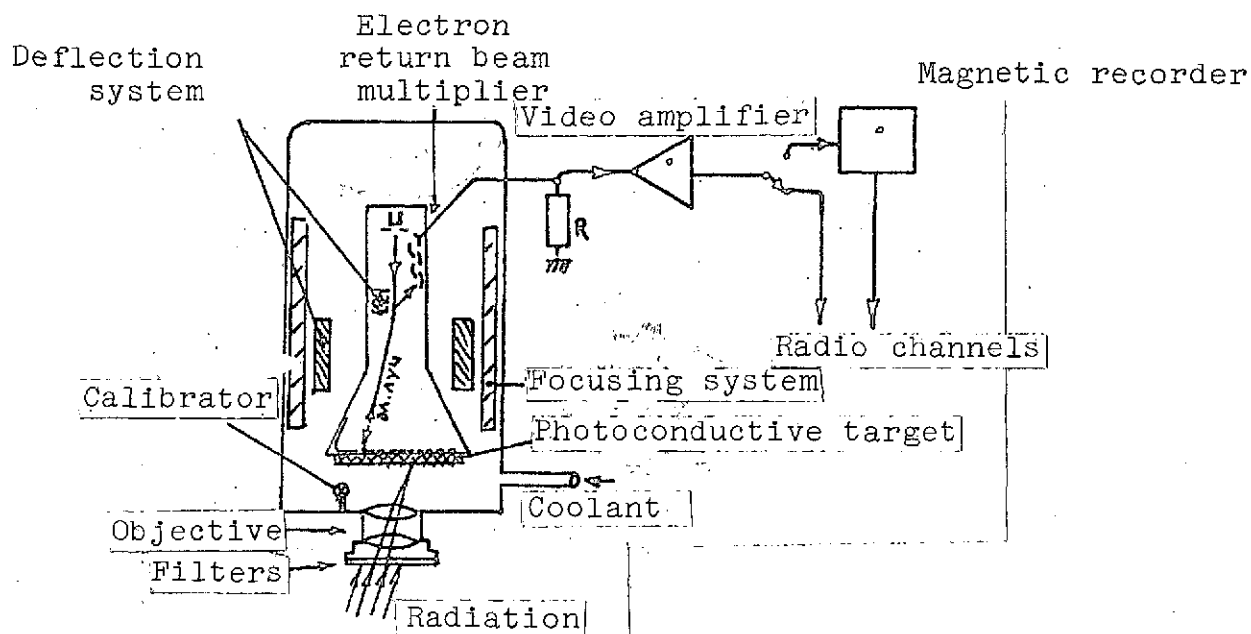 Deflection
system
Electron
return beam
multiplier
Video amplifier
Magnetic recorder
R
Radio channels
Focusing system
Calibrator
Photoconductive target
Coolant
Objective
Filters
Radiation